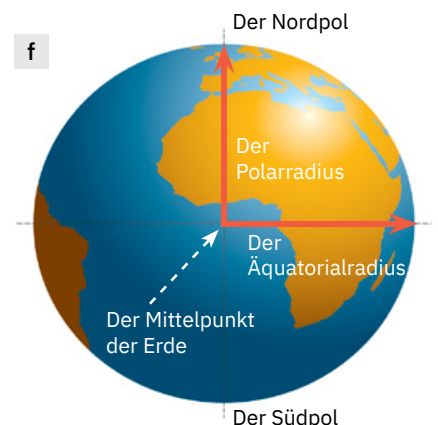 Der Nordpol
f
Der
Polarradius
Der
Äquatorialradius
Der Mittelpunkt
der Erde
Der Südpol